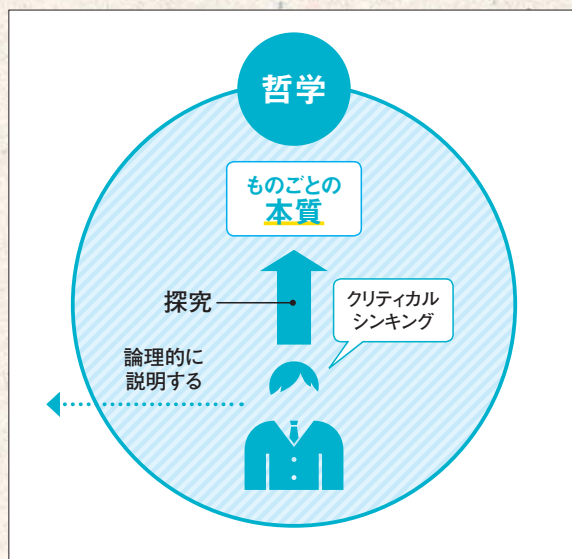 哲学
ものごとの
本質
探究
クリティカル
シンキング
論理的に
説明する